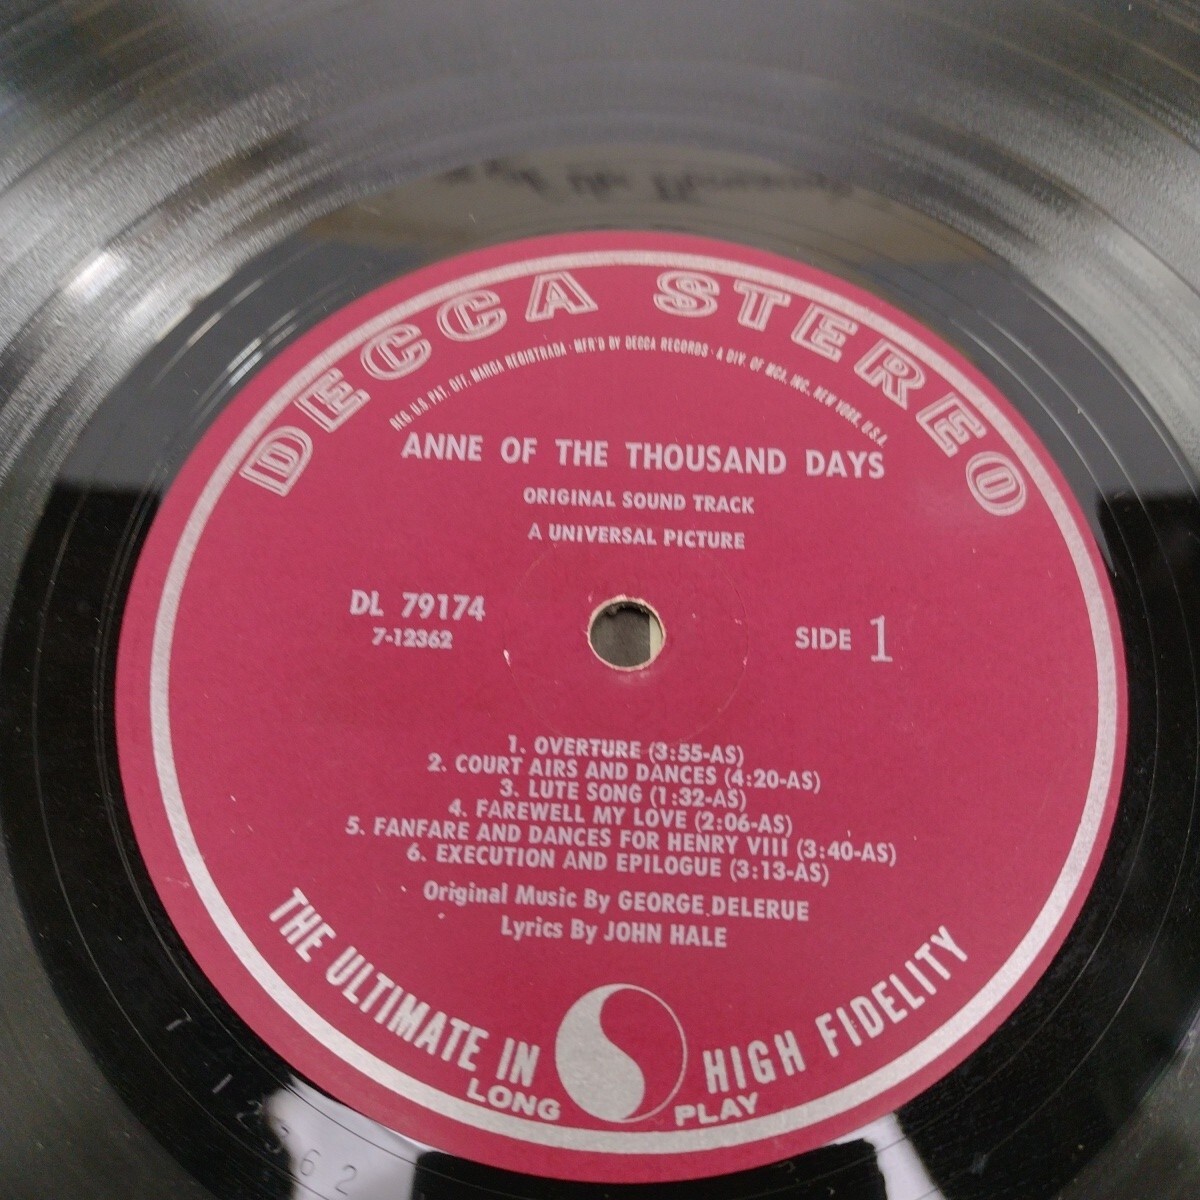 DECCA STEREO
REG. U.S. PAT. OFF. MARCA REGISTRADA · MFR'D BY DECCA RECORDS · A DIV. OF MCA, INC. NEW YORK, U.S.A.
ANNE OF THE THOUSAND DAYS
ORIGINAL SOUND TRACK
A UNIVERSAL PICTURE
DL 79174
7-12362
SIDE 1
1. OVERTURE (3:55-AS)
2. COURT AIRS AND DANCES (4:20-AS)
3. LUTE SONG (1:32-AS)
4. FAREWELL MY LOVE (2:06-AS)
5. FANFARE AND DANCES FOR HENRY VIII (3:40-AS)
6. EXECUTION AND EPILOGUE (3:13-AS)
Original Music By GEORGE DELERUE
Lyrics By JOHN HALE
THE ULTIMATE IN HIGH FIDELITY
LONG PLAY
7 12362